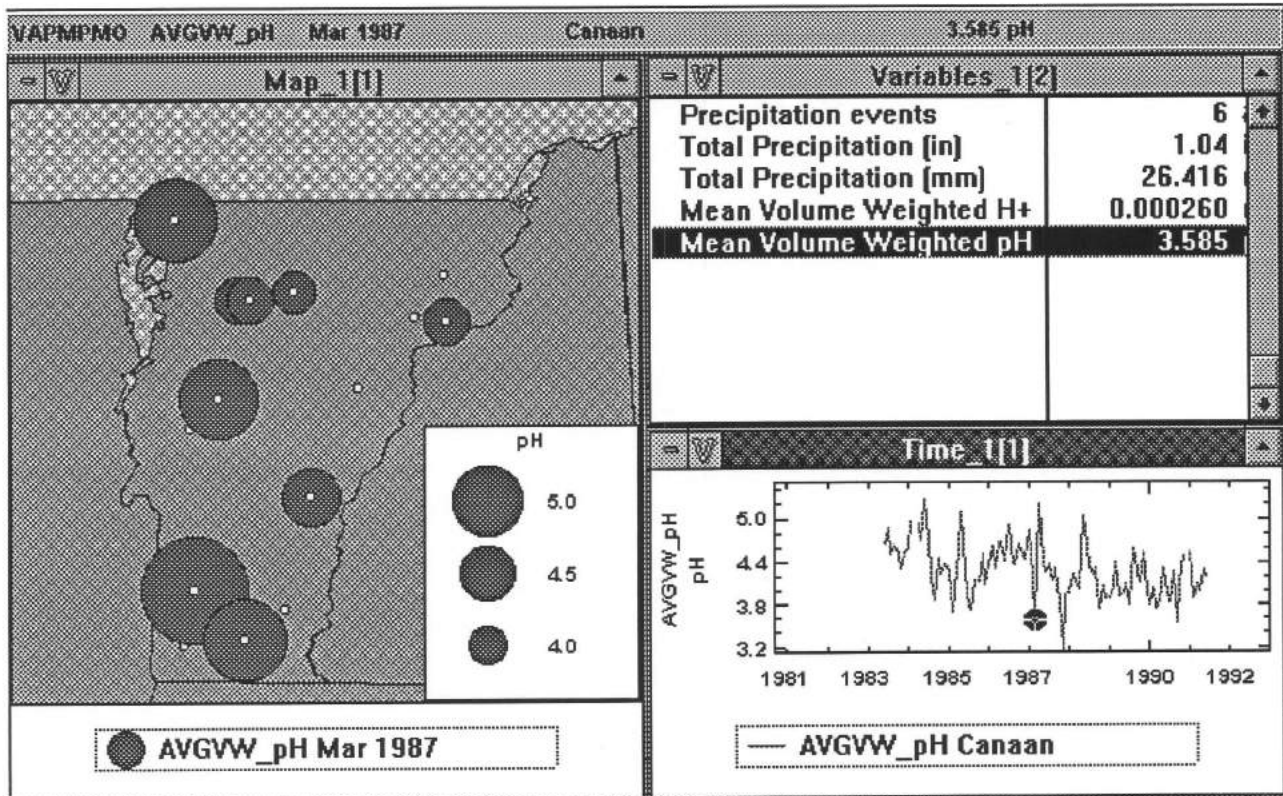 VAPMPMO AVGVW_pH Mar 1987 Canaan 3.585 pH
Map_1[1]
pH
5.0
4.5
4.0
AVGVW_pH Mar 1987
Variables_1[2]
Precipitation events 6
Total Precipitation (in) 1.04
Total Precipitation (mm) 26.416
Mean Volume Weighted H+ 0.000260
Mean Volume Weighted pH 3.585
Time_1[1]
AVGVW_pH
pH
5.0
4.4
3.8
3.2
1981 1983 1985 1987 1990 1992
AVGVW_pH Canaan